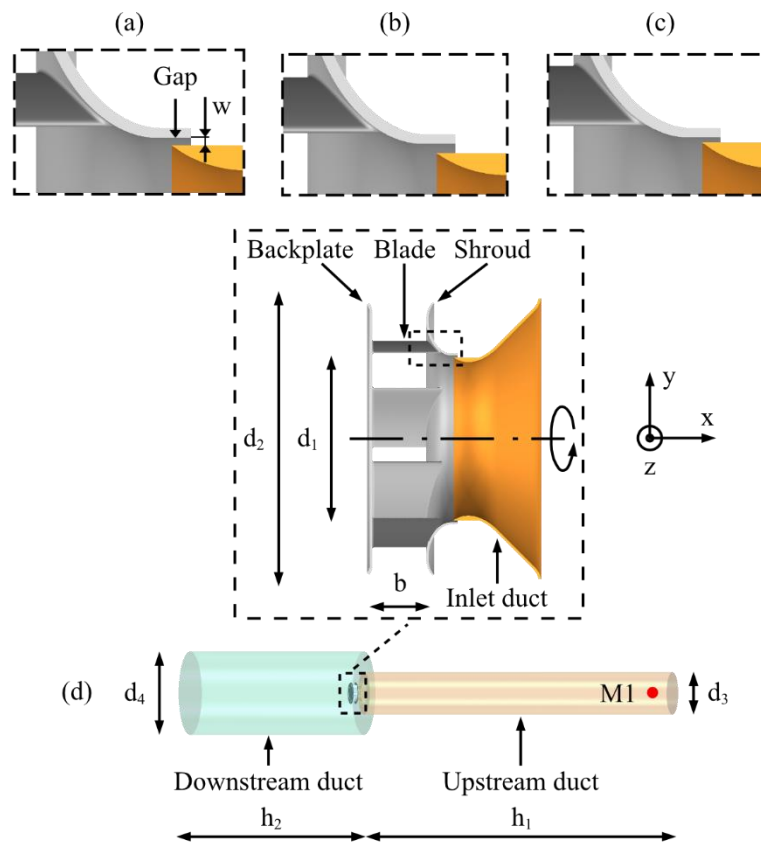 (a) (b) (c)
Gap
w
Backplate Blade Shroud
y
d₂ d₁ x
z
b
Inlet duct
(d) d₄ M1 d₃
Downstream duct Upstream duct
h₂ h₁